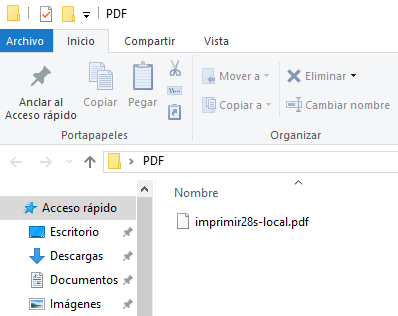 PDF
Archivo Inicio Compartir Vista
Anclar al Acceso rápido
Copiar
Pegar
Mover a
Copiar a
Eliminar
Cambiar nombre
Portapapeles
Organizar
PDF
Acceso rápido
Escritorio
Descargas
Documentos
Imágenes
Nombre
imprimir28s-local.pdf